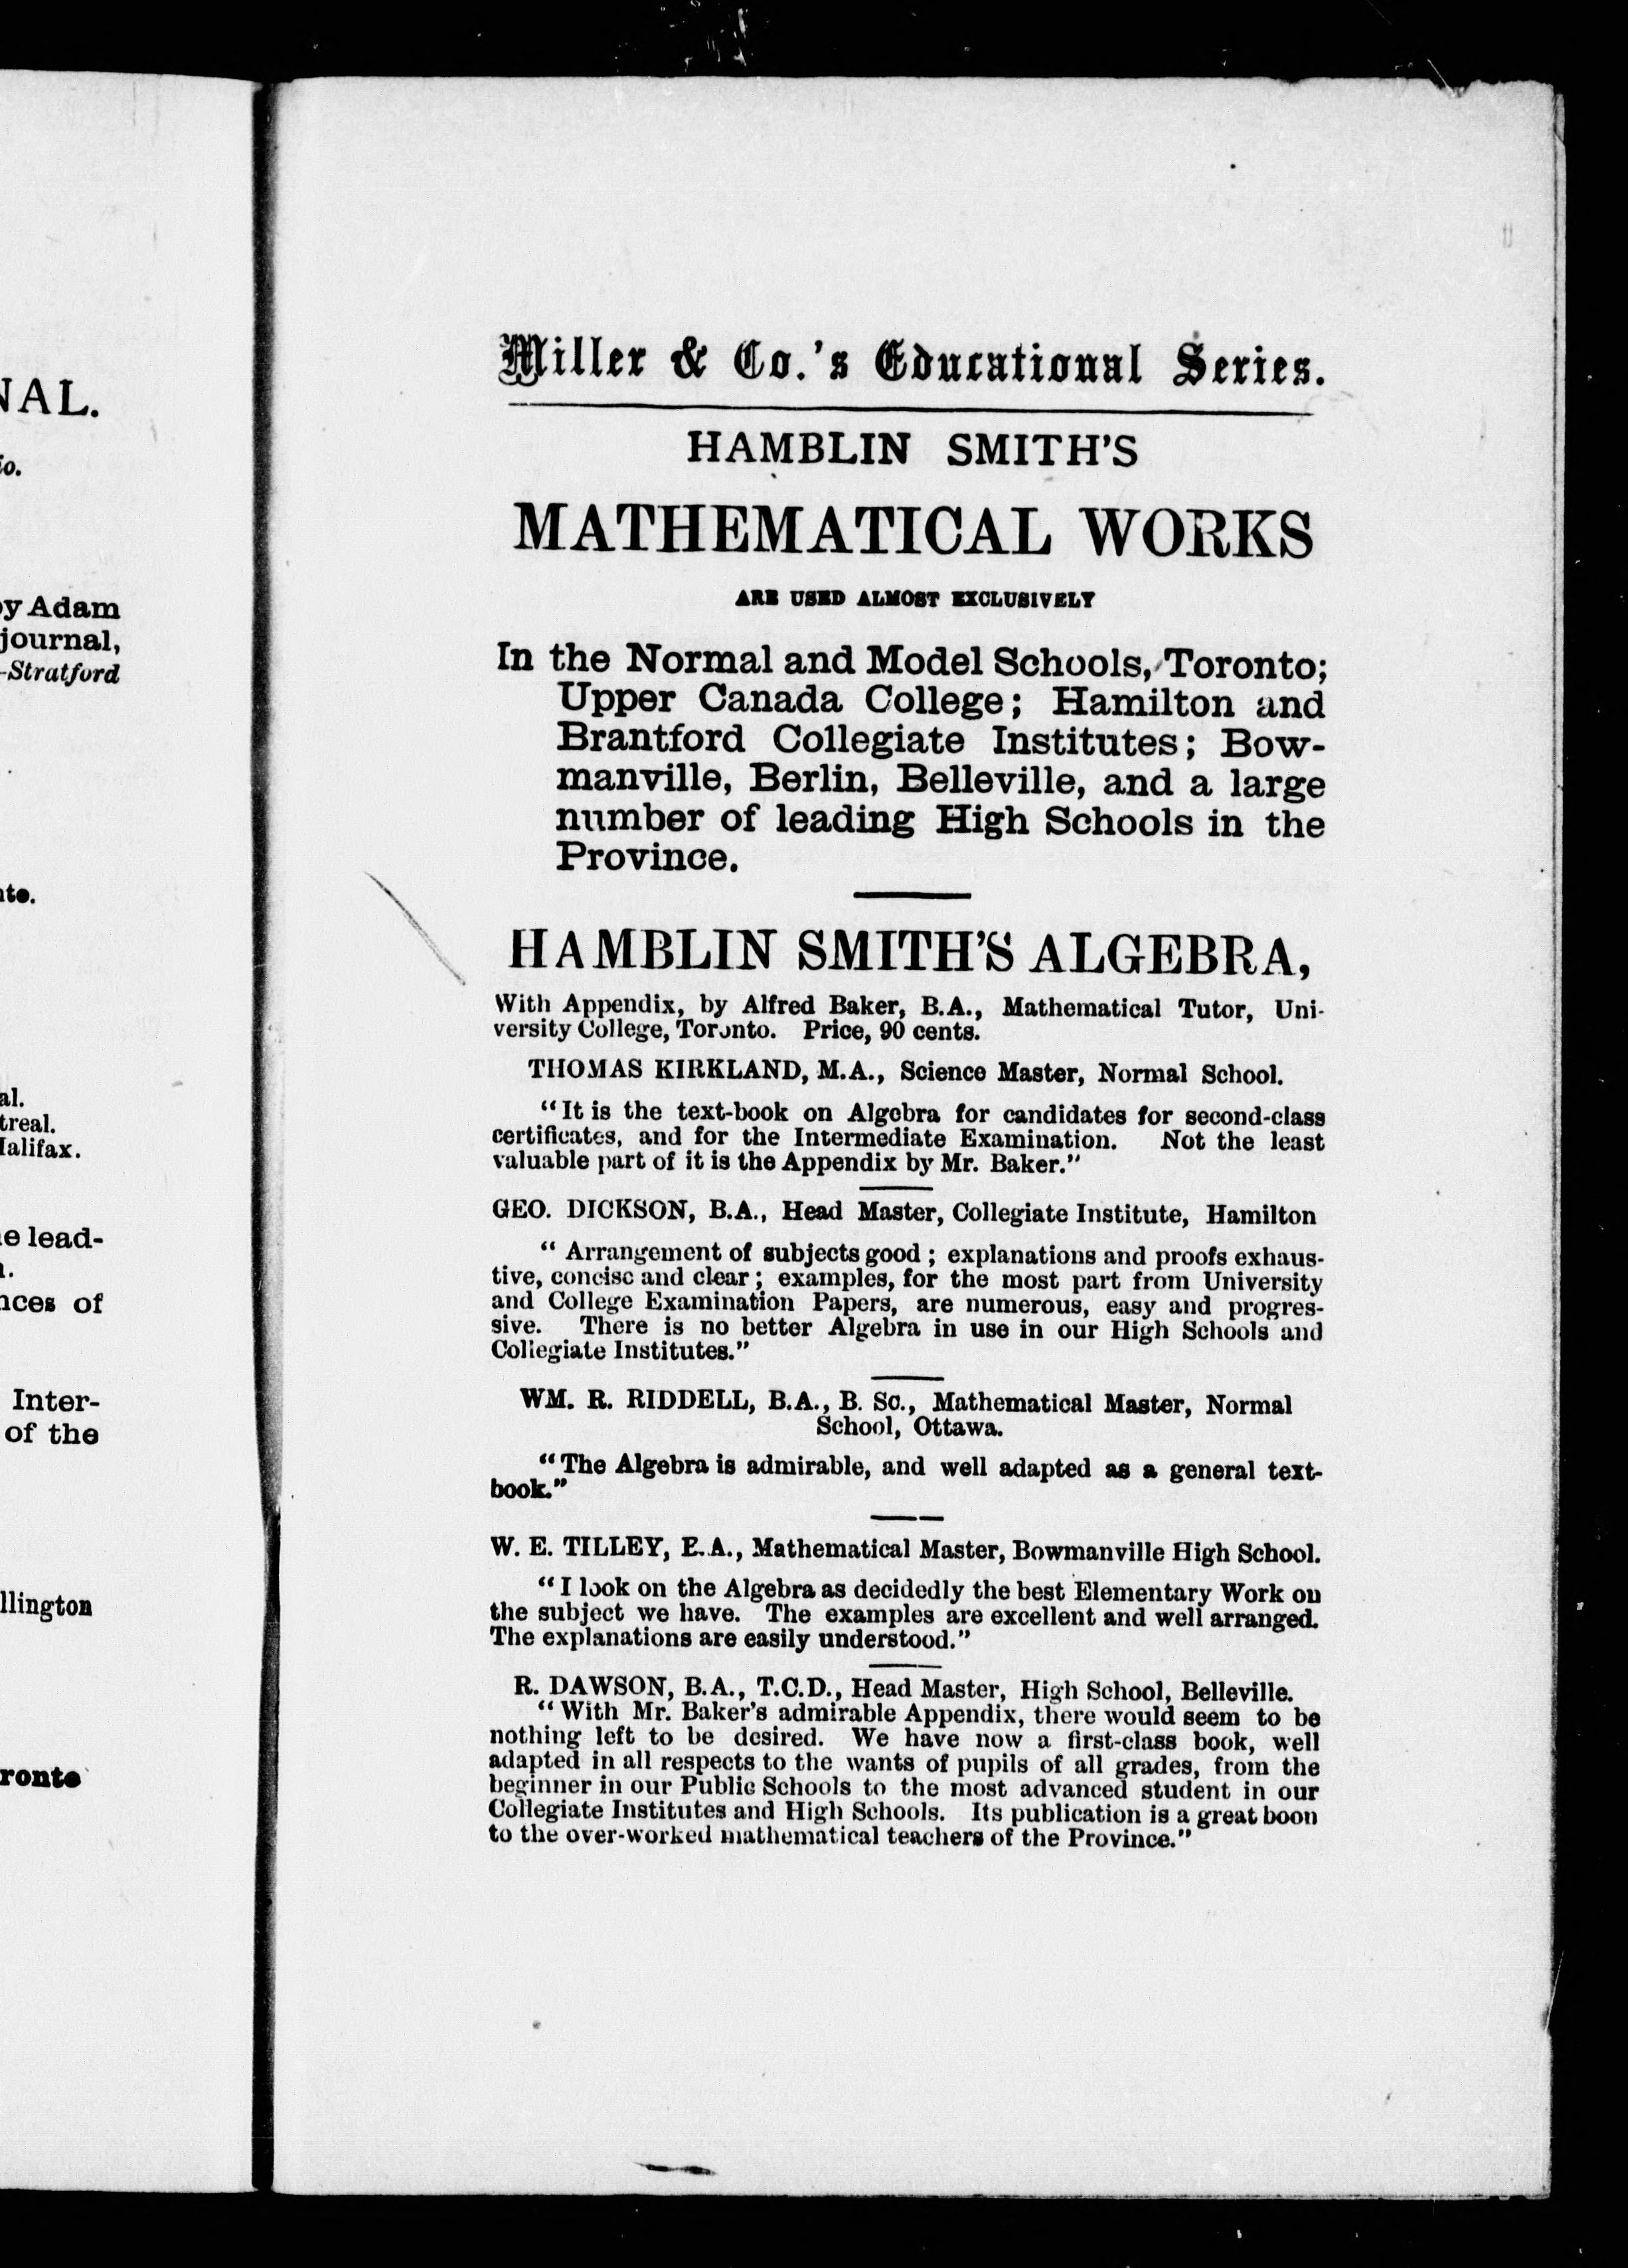 NAL.
yAdam
journal,
-Stratford
treal.
Halifax.
e lead-
nces of
Inter-
of the
llington
ronto
Miller & Co.'s Educational Series.
HAMBLIN SMITH'S
MATHEMATICAL WORKS
ARE USED ALMOST EXCLUSIVELY
In the Normal and Model Schools, Toronto;
Upper Canada College; Hamilton and
Brantford Collegiate Institutes; Bow-
manville, Berlin, Belleville, and a large
number of leading High Schools in the
Province.
HAMBLIN SMITH'S ALGEBRA,
With Appendix, by Alfred Baker, B.A., Mathematical Tutor, Uni-
versity College, Toronto. Price, 90 cents.
THOMAS KIRKLAND, M.A., Science Master, Normal School.
"It is the text-book on Algebra for candidates for second-class
certificates, and for the Intermediate Examination. Not the least
valuable part of it is the Appendix by Mr. Baker."
GEO. DICKSON, B.A., Head Master, Collegiate Institute, Hamilton
"Arrangement of subjects good; explanations and proofs exhaus-
tive, concise and clear; examples, for the most part from University
and College Examination Papers, are numerous, easy and progres-
sive. There is no better Algebra in use in our High Schools and
Collegiate Institutes."
WM. R. RIDDELL, B.A., B. Sc., Mathematical Master, Normal
School, Ottawa.
"The Algebra is admirable, and well adapted as a general text-
book."
W. E. TILLEY, B.A., Mathematical Master, Bowmanville High School.
"I look on the Algebra as decidedly the best Elementary Work on
the subject we have. The examples are excellent and well arranged.
The explanations are easily understood."
R. DAWSON, B.A., T.C.D., Head Master, High School, Belleville.
"With Mr. Baker's admirable Appendix, there would seem to be
nothing left to be desired. We have now a first-class book, well
adapted in all respects to the wants of pupils of all grades, from the
beginner in our Public Schools to the most advanced student in our
Collegiate Institutes and High Schools. Its publication is a great boon
to the over-worked mathematical teachers of the Province."